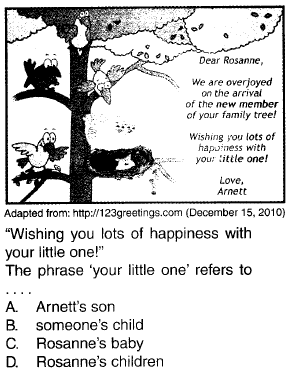 Dear Rosanne,
We are overjoyed
on the arrival
of the new member
of your family tree!
Wishing you lots of
happiness with
your little one!
Love,
Arnett
Adapted from: http://123greetings.com (December 15, 2010)
“Wishing you lots of happiness with
your little one!”
The phrase ‘your little one’ refers to
. . . .
A. Arnett’s son
B. someone’s child
C. Rosanne’s baby
D. Rosanne’s children